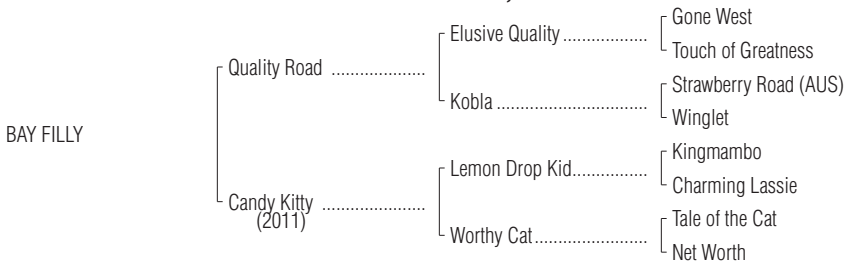 Gone West
Elusive Quality ....................
Touch of Greatness
Quality Road ......................
Strawberry Road (AUS)
Kobla ...................................
Winglet
BAY FILLY
Kingmambo
Lemon Drop Kid.................
Charming Lassie
Candy Kitty ........................
(2011)
Tale of the Cat
Worthy Cat..........................
Net Worth